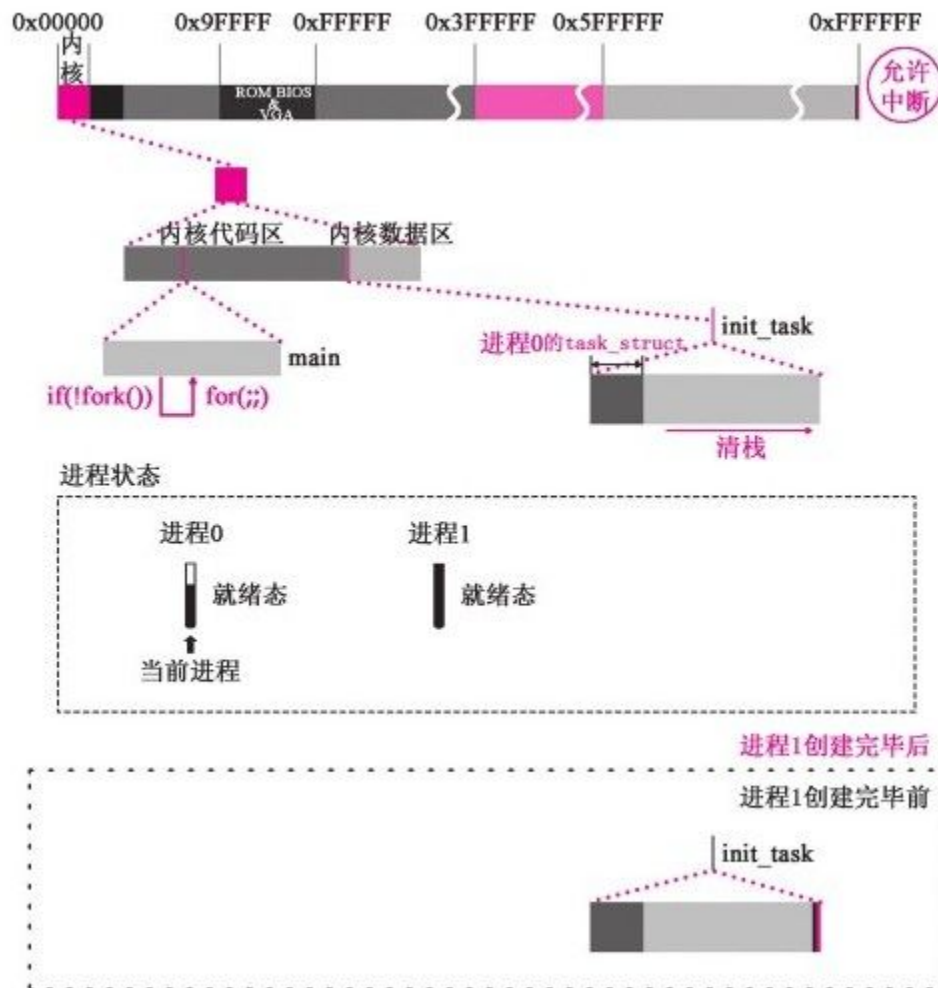 0x00000 0x9FFFF 0xFFFFF 0x3FFFFF 0x5FFFFF 0xFFFFFF
内
核
ROM BIOS
&
VGA
允许
中断
内核代码区 内核数据区
init_task
进程0的task_struct
main
if(!fork()) for(;;)
清栈
进程状态
进程0 进程1
就绪态 就绪态
当前进程
进程1创建完毕后
进程1创建完毕前
init_task